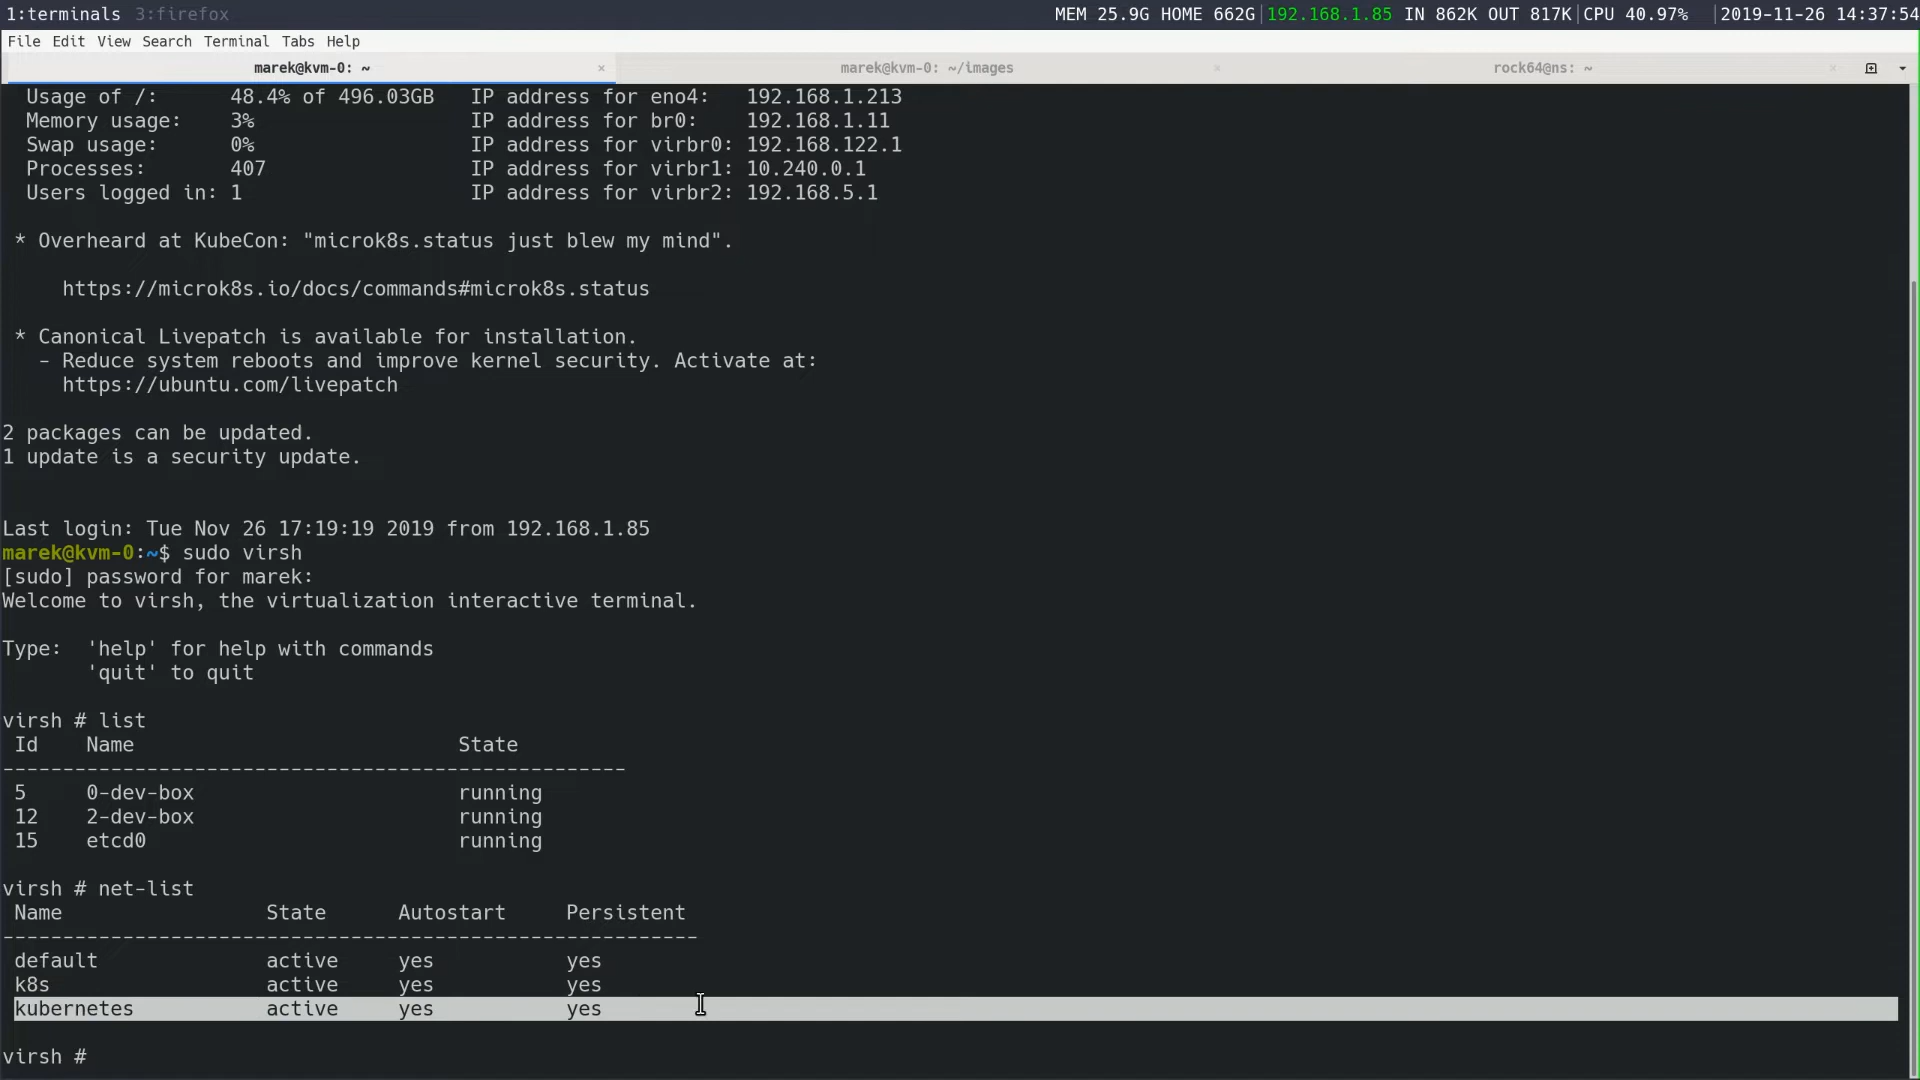 1:terminals 3:firefox MEM 25.9G HOME 662G|192.168.1.85 IN 862K OUT 817K|CPU 40.97% |2019-11-26 14:37:54
File Edit View Search Terminal Tabs Help
marek@kvm-0: ~ × marek@kvm-0: ~/images × rock64@ns: ~ ×
Usage of /: 48.4% of 496.03GB IP address for eno4: 192.168.1.213
Memory usage: 3% IP address for br0: 192.168.1.11
Swap usage: 0% IP address for virbr0: 192.168.122.1
Processes: 407 IP address for virbr1: 10.240.0.1
Users logged in: 1 IP address for virbr2: 192.168.5.1
* Overheard at KubeCon: "microk8s.status just blew my mind".
https://microk8s.io/docs/commands#microk8s.status
* Canonical Livepatch is available for installation.
- Reduce system reboots and improve kernel security. Activate at:
https://ubuntu.com/livepatch
2 packages can be updated.
1 update is a security update.
Last login: Tue Nov 26 17:19:19 2019 from 192.168.1.85
marek@kvm-0:~$ sudo virsh
[sudo] password for marek:
Welcome to virsh, the virtualization interactive terminal.
Type: 'help' for help with commands
'quit' to quit
virsh # list
Id Name State
----------------------------------------------------
5 0-dev-box running
12 2-dev-box running
15 etcd0 running
virsh # net-list
Name State Autostart Persistent
----------------------------------------------------------
default active yes yes
k8s active yes yes
kubernetes active yes yes
virsh #